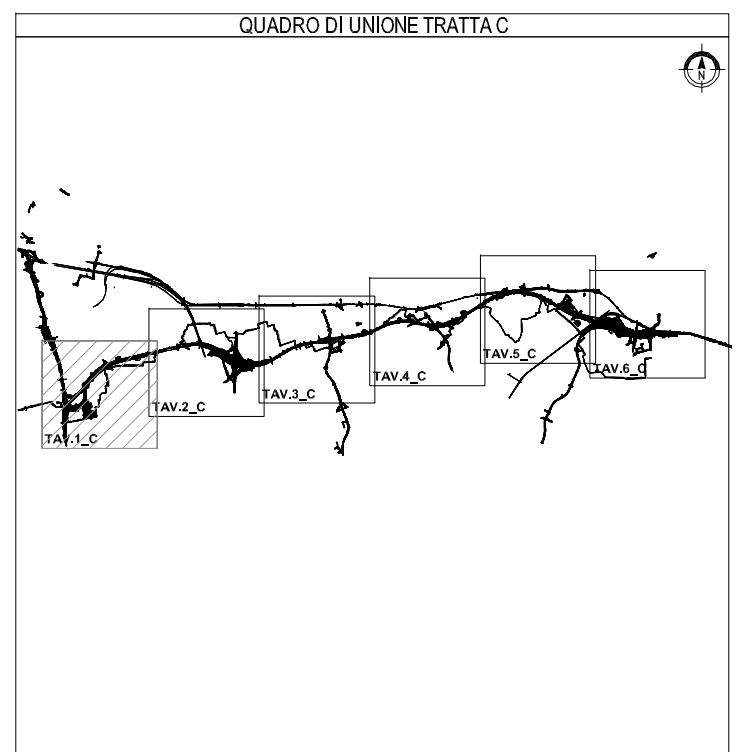 QUADRO DI UNIONE TRATTA C
N
TAV.1_C
TAV.2_C
TAV.3_C
TAV.4_C
TAV.5_C
TAV.6_C